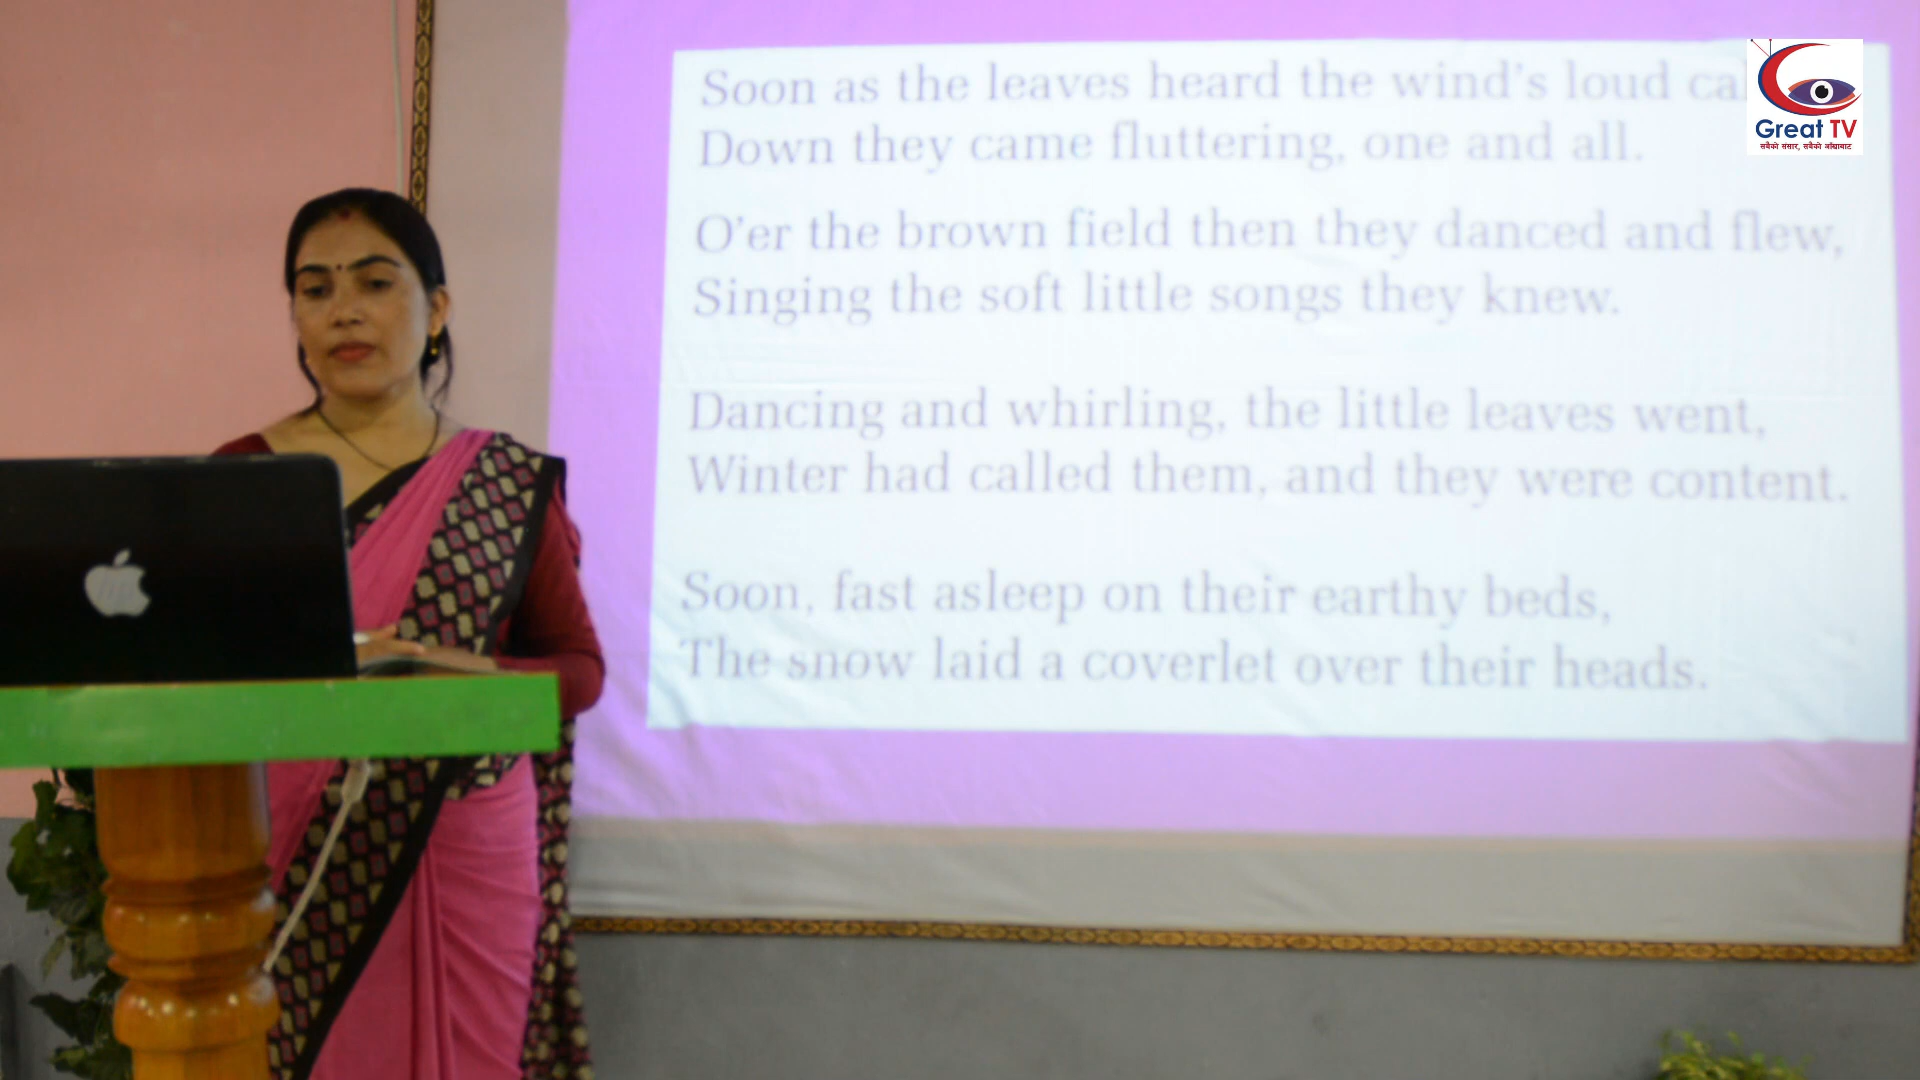 Soon as the leaves heard the wind's loud ca
Down they came fluttering, one and all.
O'er the brown field then they danced and flew,
Singing the soft little songs they knew.
Dancing and whirling, the little leaves went,
Winter had called them, and they were content.
Soon, fast asleep on their earthy beds,
The snow laid a coverlet over their heads.
Great TV
सबैको संसार, सबैको आँखाबाट